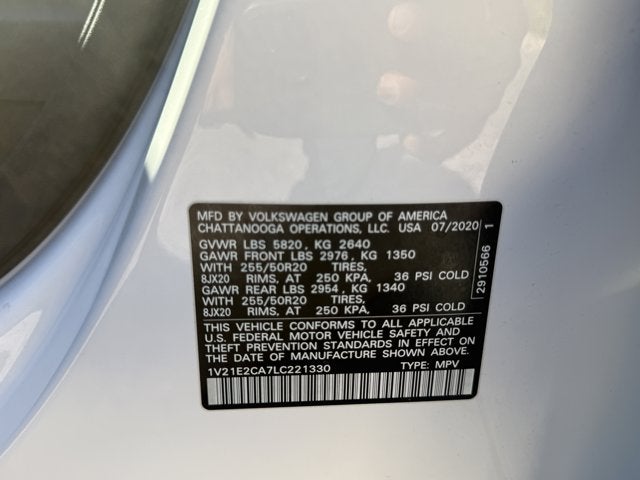 MFD BY VOLKSWAGEN GROUP OF AMERICA
CHATTANOOGA OPERATIONS, LLC. USA 07/2020
GVWR LBS 5820, KG 2640
GAWR FRONT LBS 2976, KG 1350
WITH 255/50R20 TIRES,
8JX20 RIMS, AT 250 KPA, 36 PSI COLD
GAWR REAR LBS 2954, KG 1340
WITH 255/50R20 TIRES,
8JX20 RIMS, AT 250 KPA, 36 PSI COLD
THIS VEHICLE CONFORMS TO ALL APPLICABLE
U.S. FEDERAL MOTOR VEHICLE SAFETY AND
THEFT PREVENTION STANDARDS IN EFFECT ON
THE DATE OF MANUFACTURE SHOWN ABOVE.
1V21E2CA7LC221330 TYPE: MPV
2910566 1